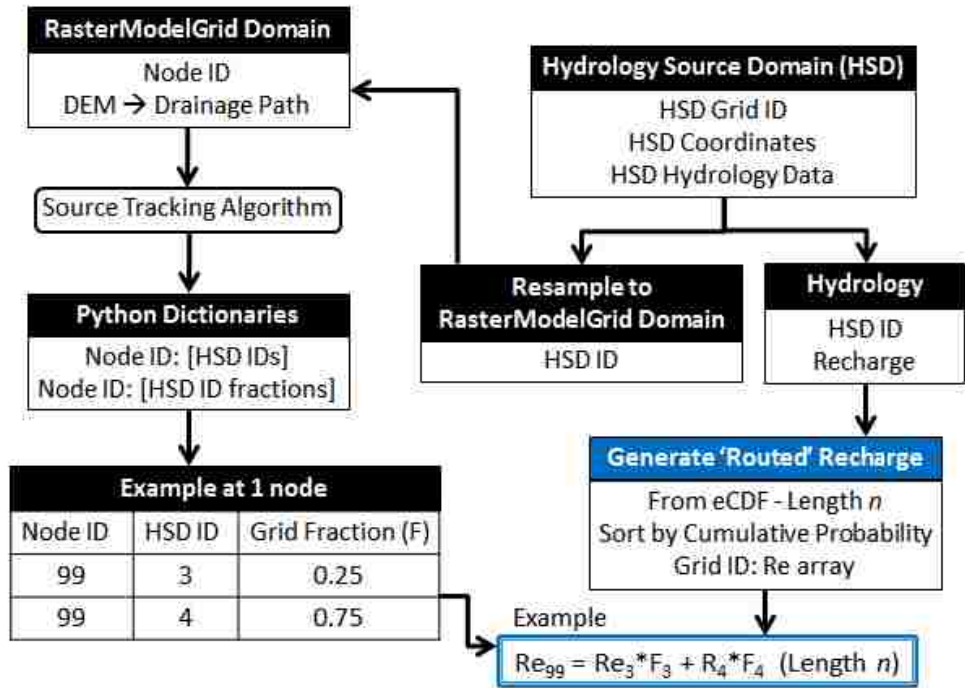 RasterModelGrid Domain
Node ID
DEM → Drainage Path
Source Tracking Algorithm
Python Dictionaries
Node ID: [HSD IDs]
Node ID: [HSD ID fractions]
Example at 1 node
Node ID HSD ID Grid Fraction (F)
99 3 0.25
99 4 0.75
Hydrology Source Domain (HSD)
HSD Grid ID
HSD Coordinates
HSD Hydrology Data
Resample to
RasterModelGrid Domain
HSD ID
Hydrology
HSD ID
Recharge
Generate ‘Routed’ Recharge
From eCDF - Length n
Sort by Cumulative Probability
Grid ID: Re array
Example
Re₉₉ = Re₃*F₃ + R₄*F₄ (Length n)